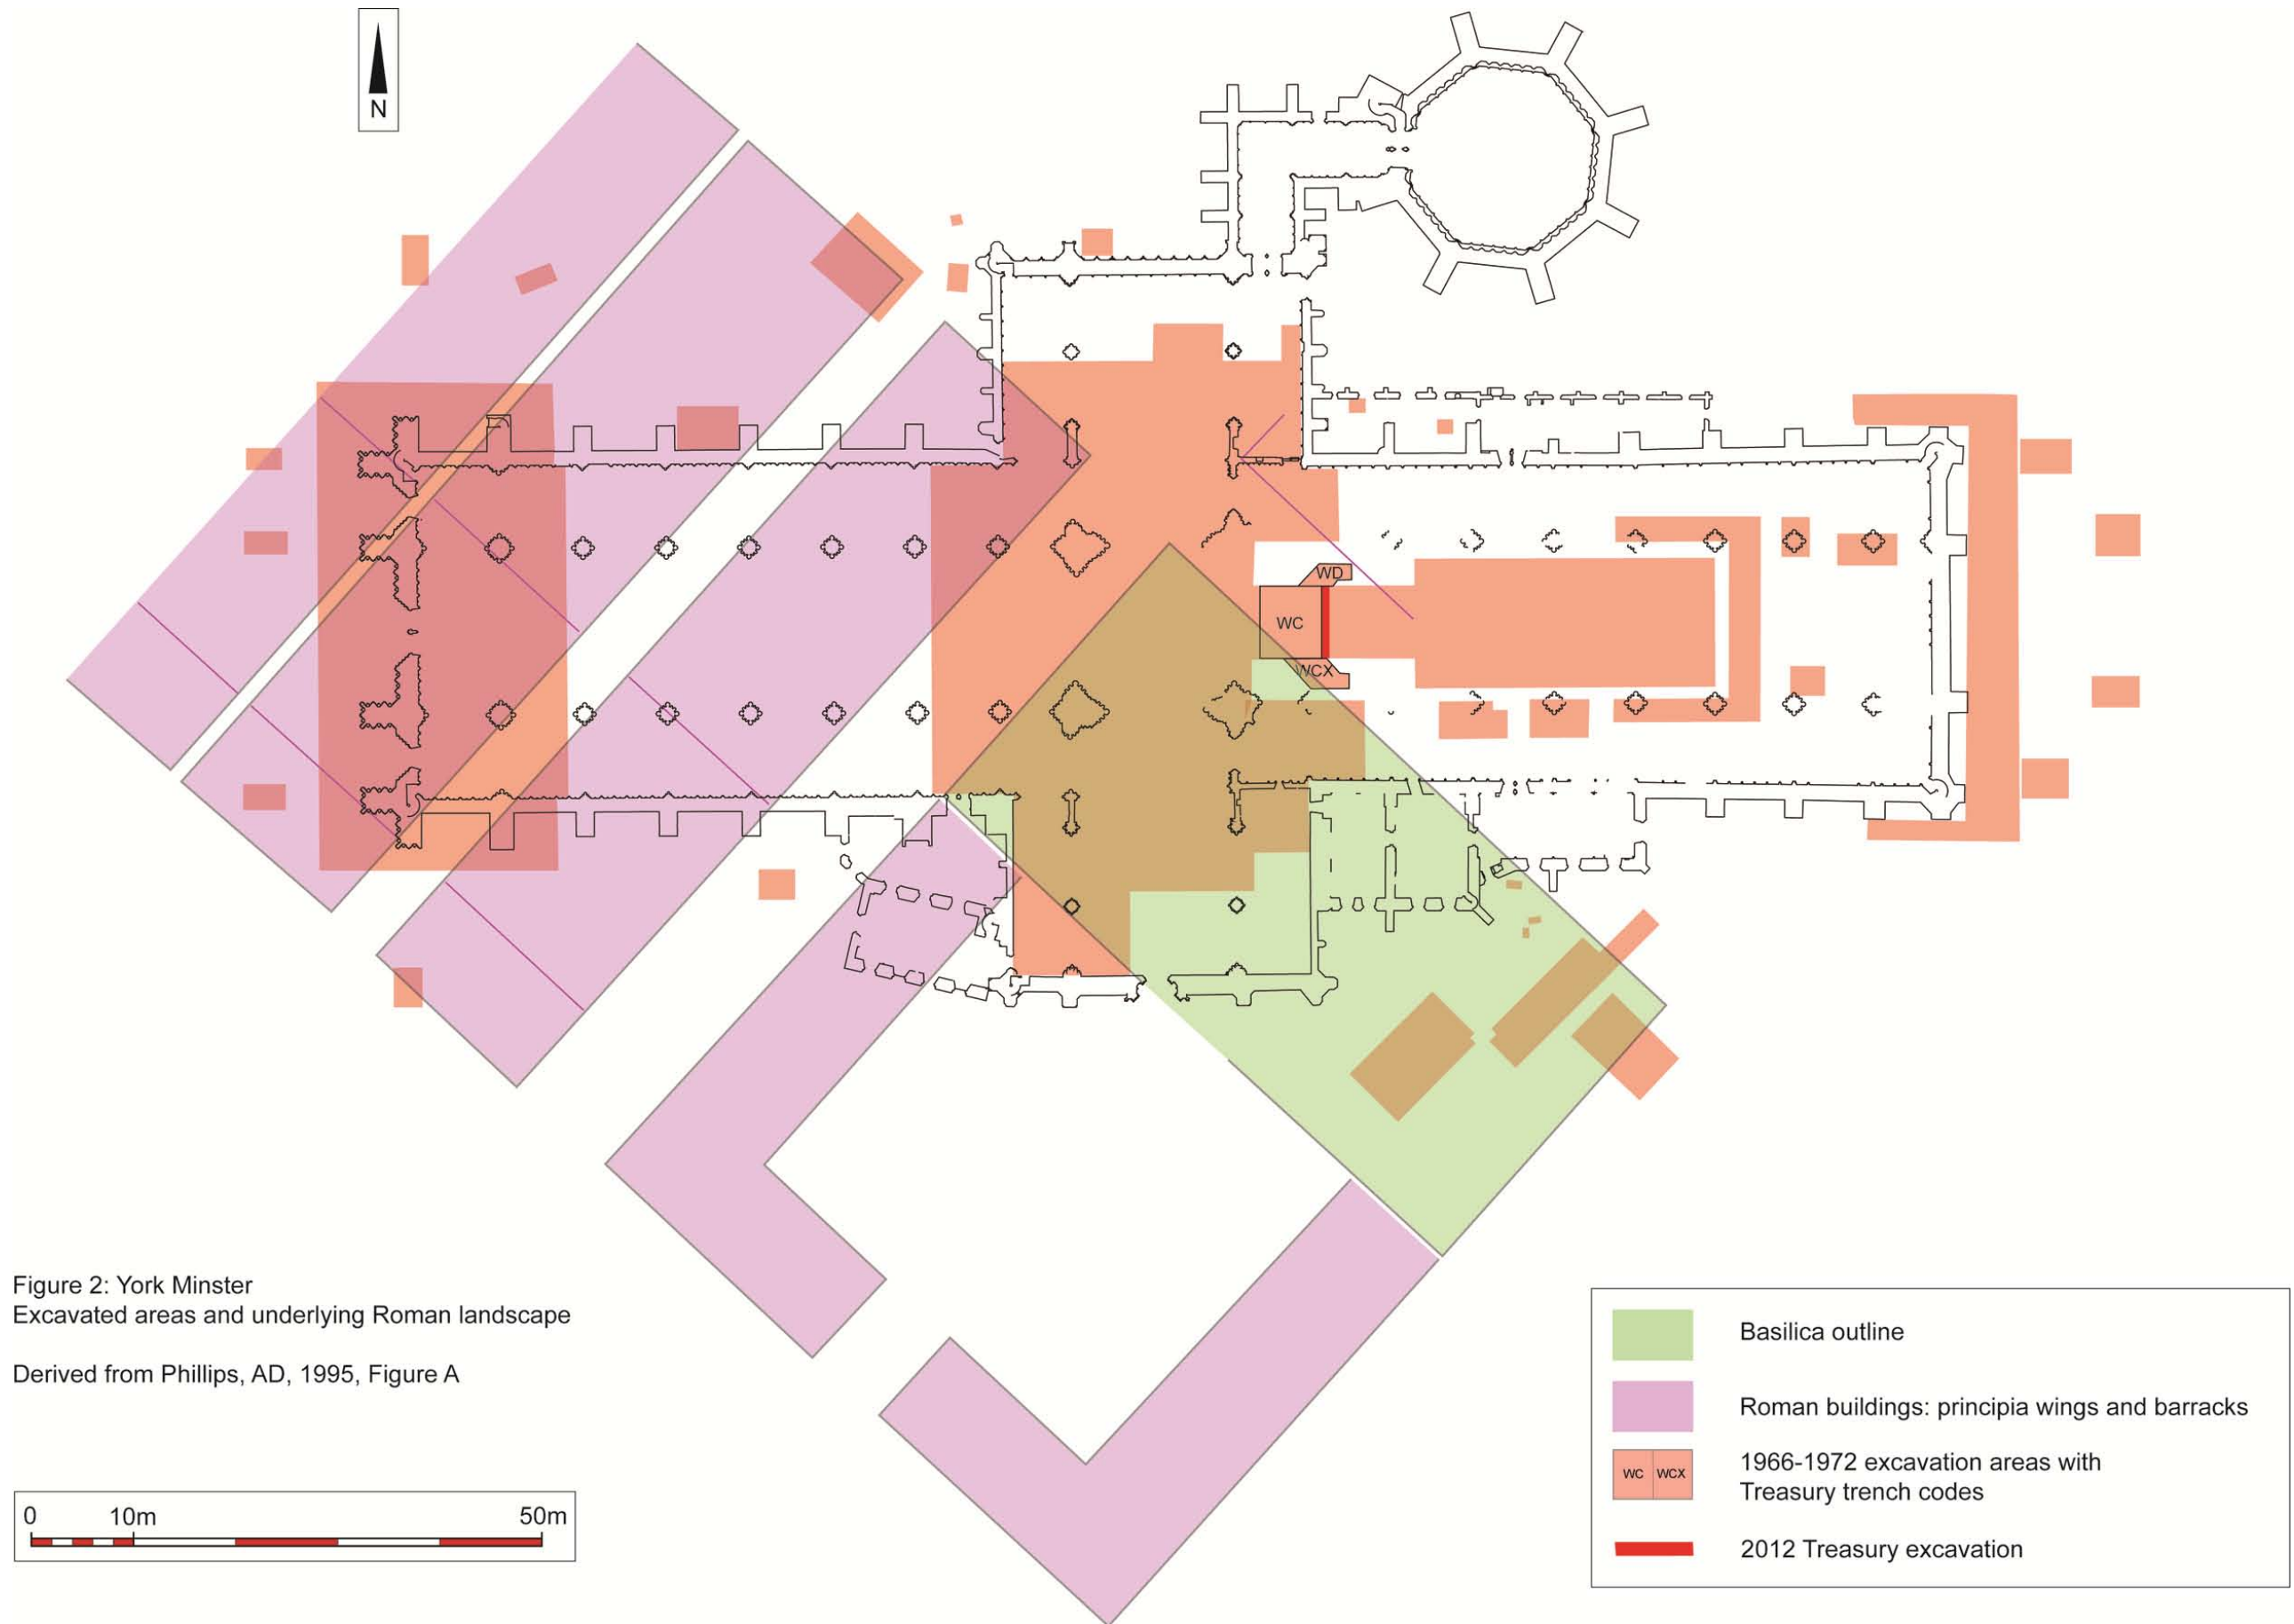 N
WD
WC
WCX
Figure 2: York Minster
Excavated areas and underlying Roman landscape
Derived from Phillips, AD, 1995, Figure A
0 10m 50m
Basilica outline
Roman buildings: principia wings and barracks
WC WCX
1966-1972 excavation areas with
Treasury trench codes
2012 Treasury excavation